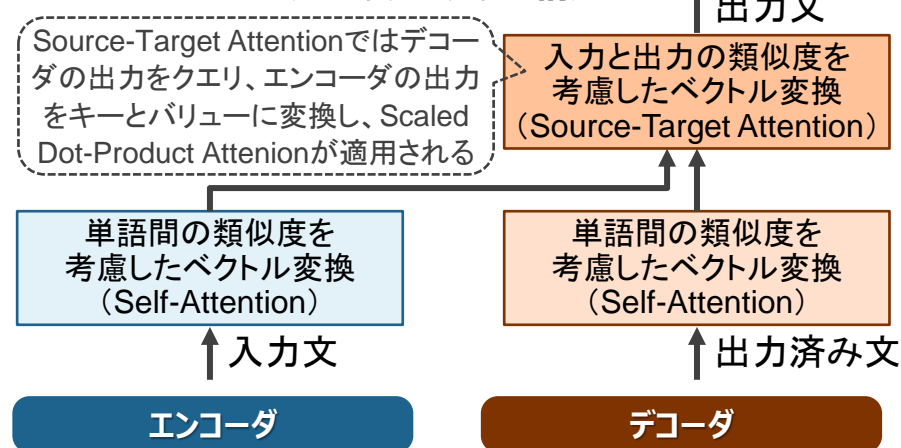 出力文
Source-Target Attentionではデコー
ダの出力をクエリ、エンコーダの出力
をキーとバリューに変換し、Scaled
Dot-Product Attenionが適用される
入力と出力の類似度を
考慮したベクトル変換
（Source-Target Attention）
単語間の類似度を
考慮したベクトル変換
（Self-Attention）
単語間の類似度を
考慮したベクトル変換
（Self-Attention）
入力文
出力済み文
エンコーダ
デコーダ